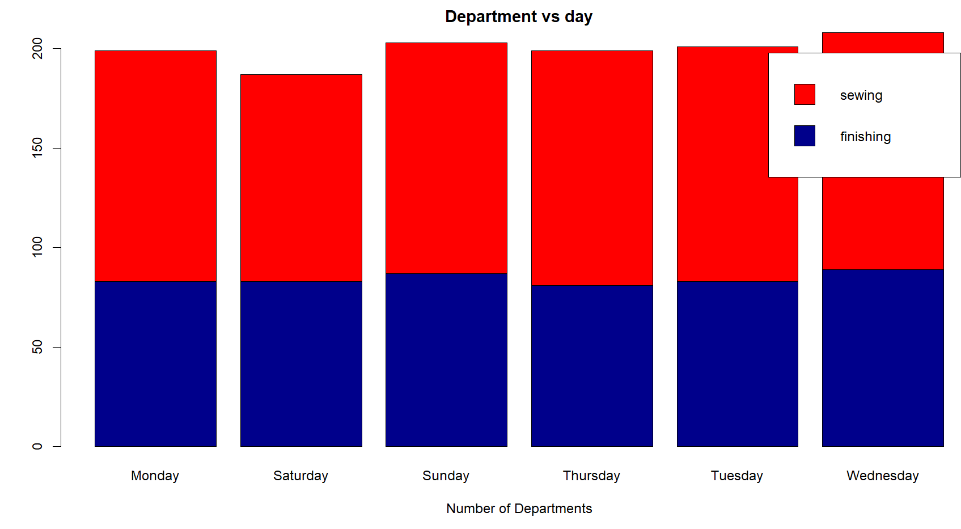 Department vs day
200
150
100
50
0
sewing
finishing
Monday Saturday Sunday Thursday Tuesday Wednesday
Number of Departments